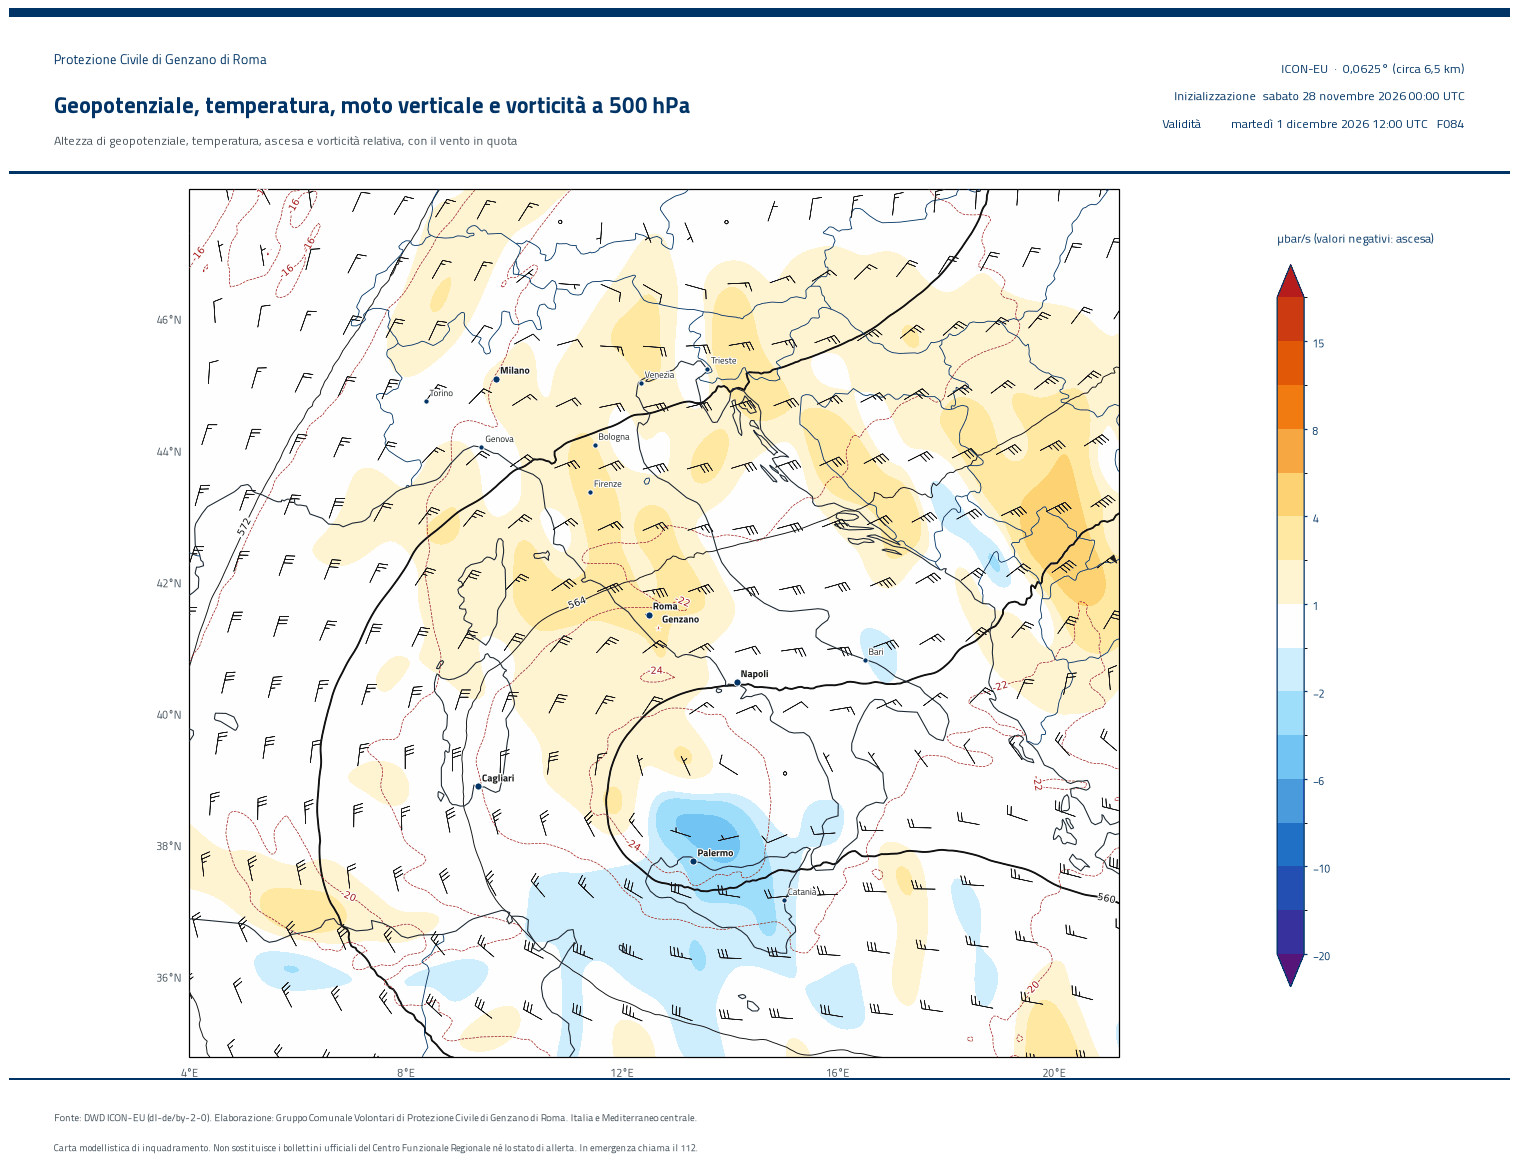 Protezione Civile di Genzano di Roma
Geopotenziale, temperatura, moto verticale e vorticità a 500 hPa
Altezza di geopotenziale, temperatura, ascesa e vorticità relativa, con il vento in quota
ICON-EU · 0,0625° (circa 6,5 km)
Inizializzazione sabato 28 novembre 2026 00:00 UTC
Validità martedì 1 dicembre 2026 12:00 UTC F084
µbar/s (valori negativi: ascesa)
-16
-16
-16
-16
46°N
15
Trieste
Milano
Venezia
Torino
8
Bologna
Genova
44°N
Firenze
572
4
42°N
564
-22
Roma
1
Genzano
Bari
-24
Napoli
-22
-2
40°N
Cagliari
-22
-6
38°N
-24
Palermo
-10
-20
Catania
560
36°N
-20
-20
4°E
8°E
12°E
16°E
20°E
Fonte: DWD ICON-EU (dl-de/by-2-0). Elaborazione: Gruppo Comunale Volontari di Protezione Civile di Genzano di Roma. Italia e Mediterraneo centrale.
Carta modellistica di inquadramento. Non sostituisce i bollettini ufficiali del Centro Funzionale Regionale né lo stato di allerta. In emergenza chiama il 112.